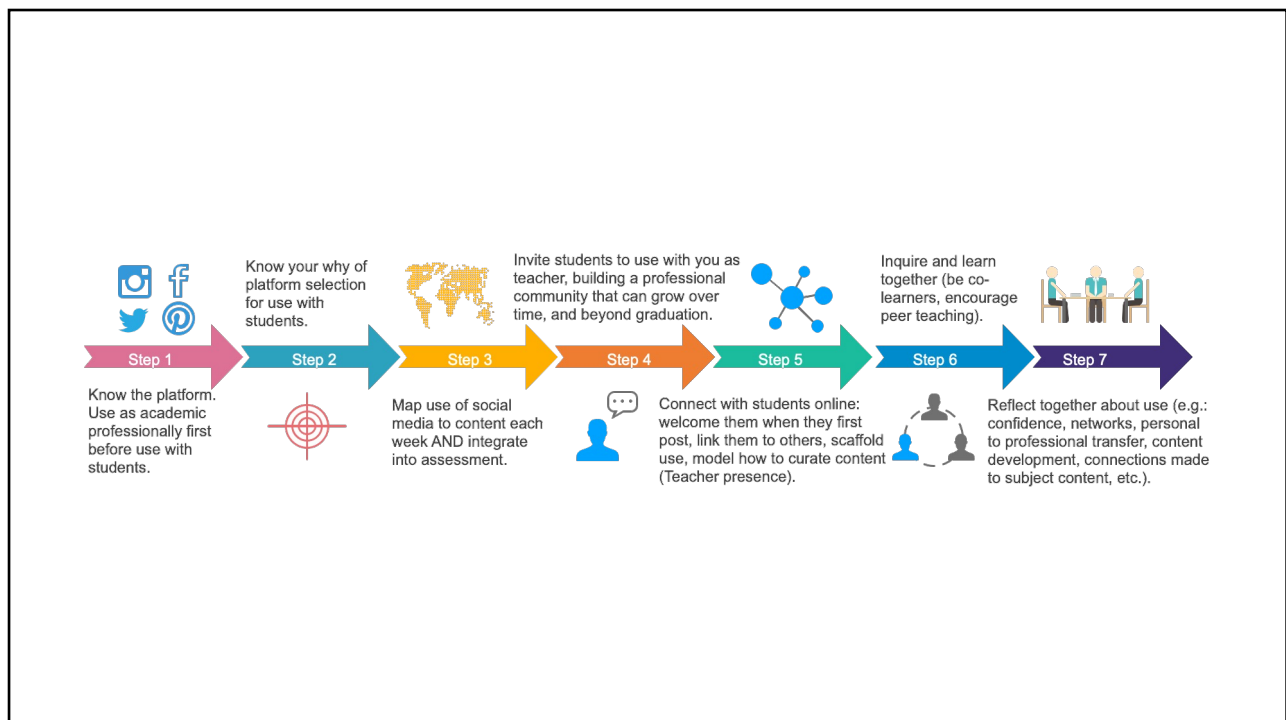 Step 1
Know the platform.
Use as academic
professionally first
before use with
students.
Know your why of
platform selection
for use with
students.
Step 2
Step 3
Map use of social
media to content each
week AND integrate
into assessment.
Invite students to use with you as
teacher, building a professional
community that can grow over
time, and beyond graduation.
Step 4
Step 5
Connect with students online:
welcome them when they first
post, link them to others, scaffold
use, model how to curate content
(Teacher presence).
Inquire and learn
together (be co-
learners, encourage
peer teaching).
Step 6
Step 7
Reflect together about use (e.g.:
confidence, networks, personal
to professional transfer, content
development, connections made
to subject content, etc.).